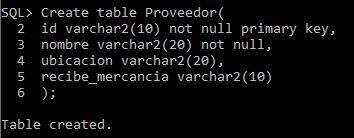 SQL> Create table Proveedor(
2 id varchar2(10) not null primary key,
3 nombre varchar2(20) not null,
4 ubicacion varchar2(20),
5 recibe_mercancia varchar2(10)
6 );
Table created.